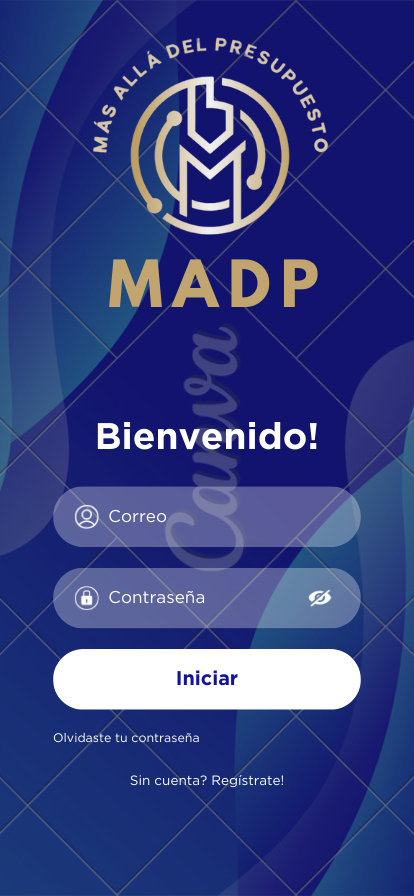 MÁS ALLÁ DEL PRESUPUESTO
MADP
Canva
Bienvenido!
Correo
Contraseña
Iniciar
Olvidaste tu contraseña
Sin cuenta? Regístrate!